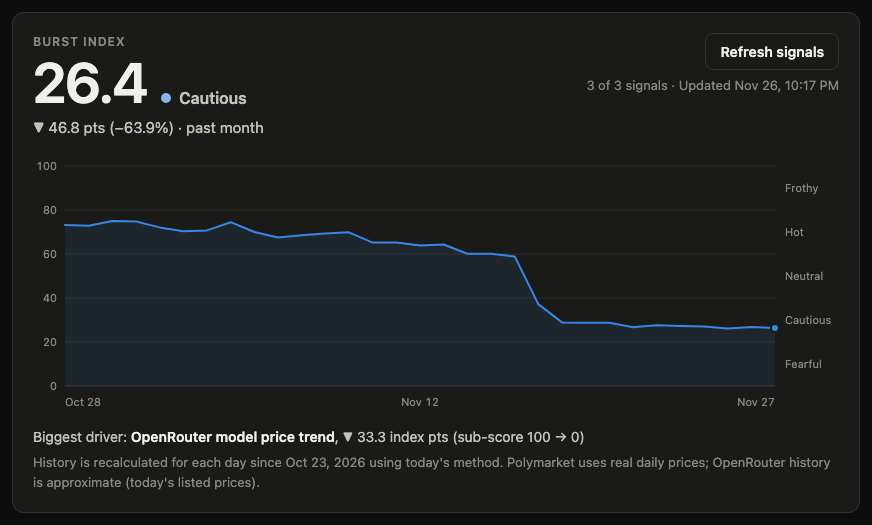 BURST INDEX
Refresh signals
26.4 Cautious
3 of 3 signals · Updated Nov 26, 10:17 PM
▼ 46.8 pts (−63.9%) · past month
100
Frothy
80
Hot
60
Neutral
40
Cautious
20
Fearful
0
Oct 28 Nov 12 Nov 27
Biggest driver: OpenRouter model price trend, ▼ 33.3 index pts (sub-score 100 → 0)
History is recalculated for each day since Oct 23, 2026 using today's method. Polymarket uses real daily prices; OpenRouter history
is approximate (today's listed prices).